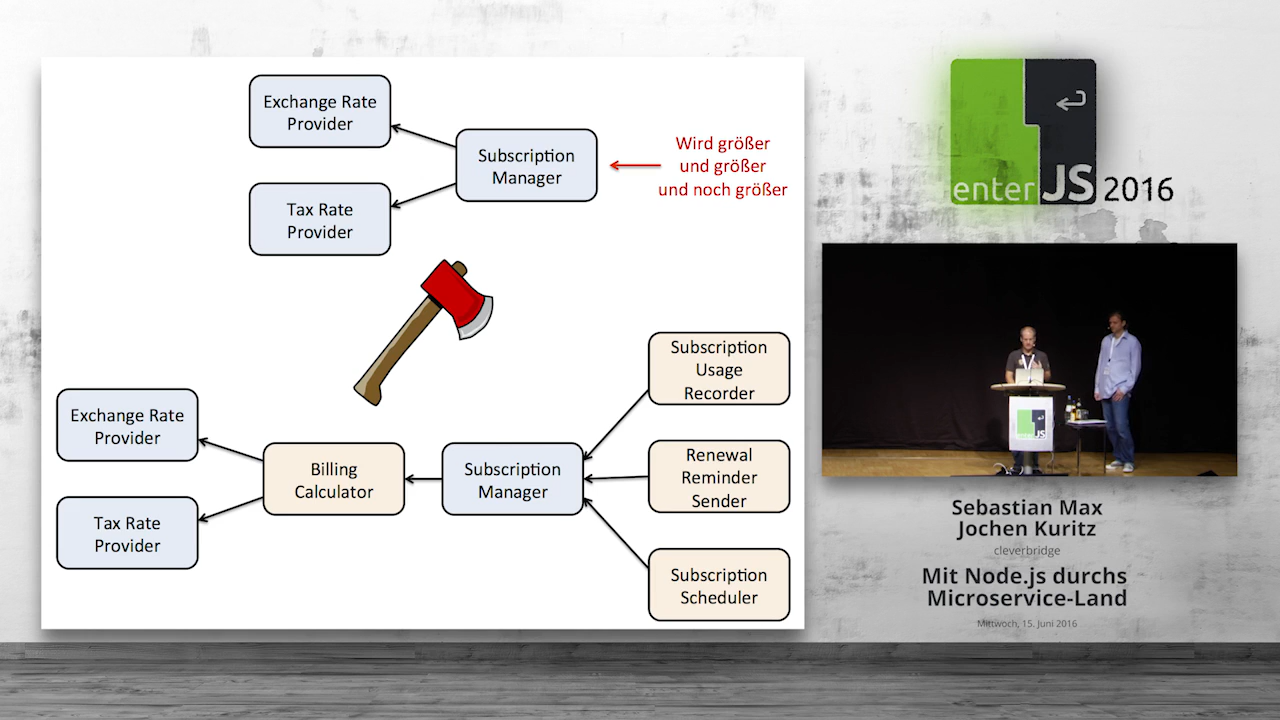 Exchange Rate
Provider
Subscription
Manager
Tax Rate
Provider
Wird größer
und größer
und noch größer
Exchange Rate
Provider
Tax Rate
Provider
Billing
Calculator
Subscription
Manager
Subscription
Usage
Recorder
Renewal
Reminder
Sender
Subscription
Scheduler
enterJS 2016
JS
Sebastian Max
Jochen Kuritz
cleverbridge
Mit Node.js durchs
Microservice-Land
Mittwoch, 15. Juni 2016